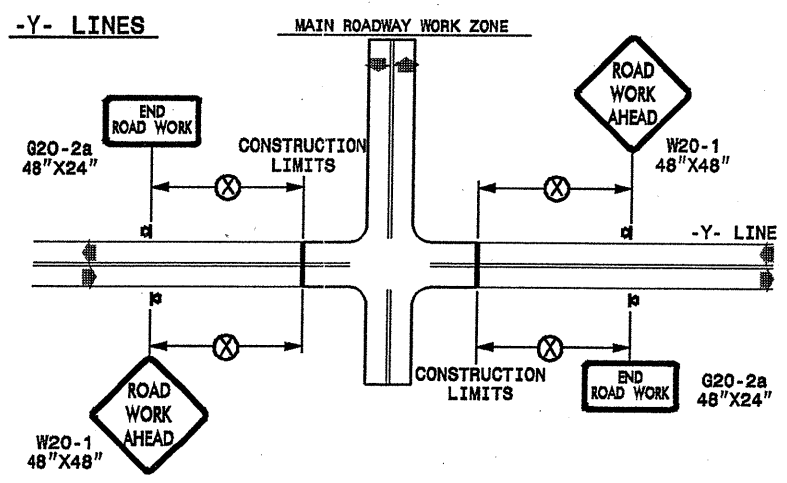 -Y- LINES
MAIN ROADWAY WORK ZONE
END
ROAD WORK
G20-2a
48"X24"
CONSTRUCTION
LIMITS
X
X
ROAD
WORK
AHEAD
W20-1
48"X48"
-Y- LINE
X
X
ROAD
WORK
AHEAD
W20-1
48"X48"
CONSTRUCTION
LIMITS
END
ROAD WORK
G20-2a
48"X24"